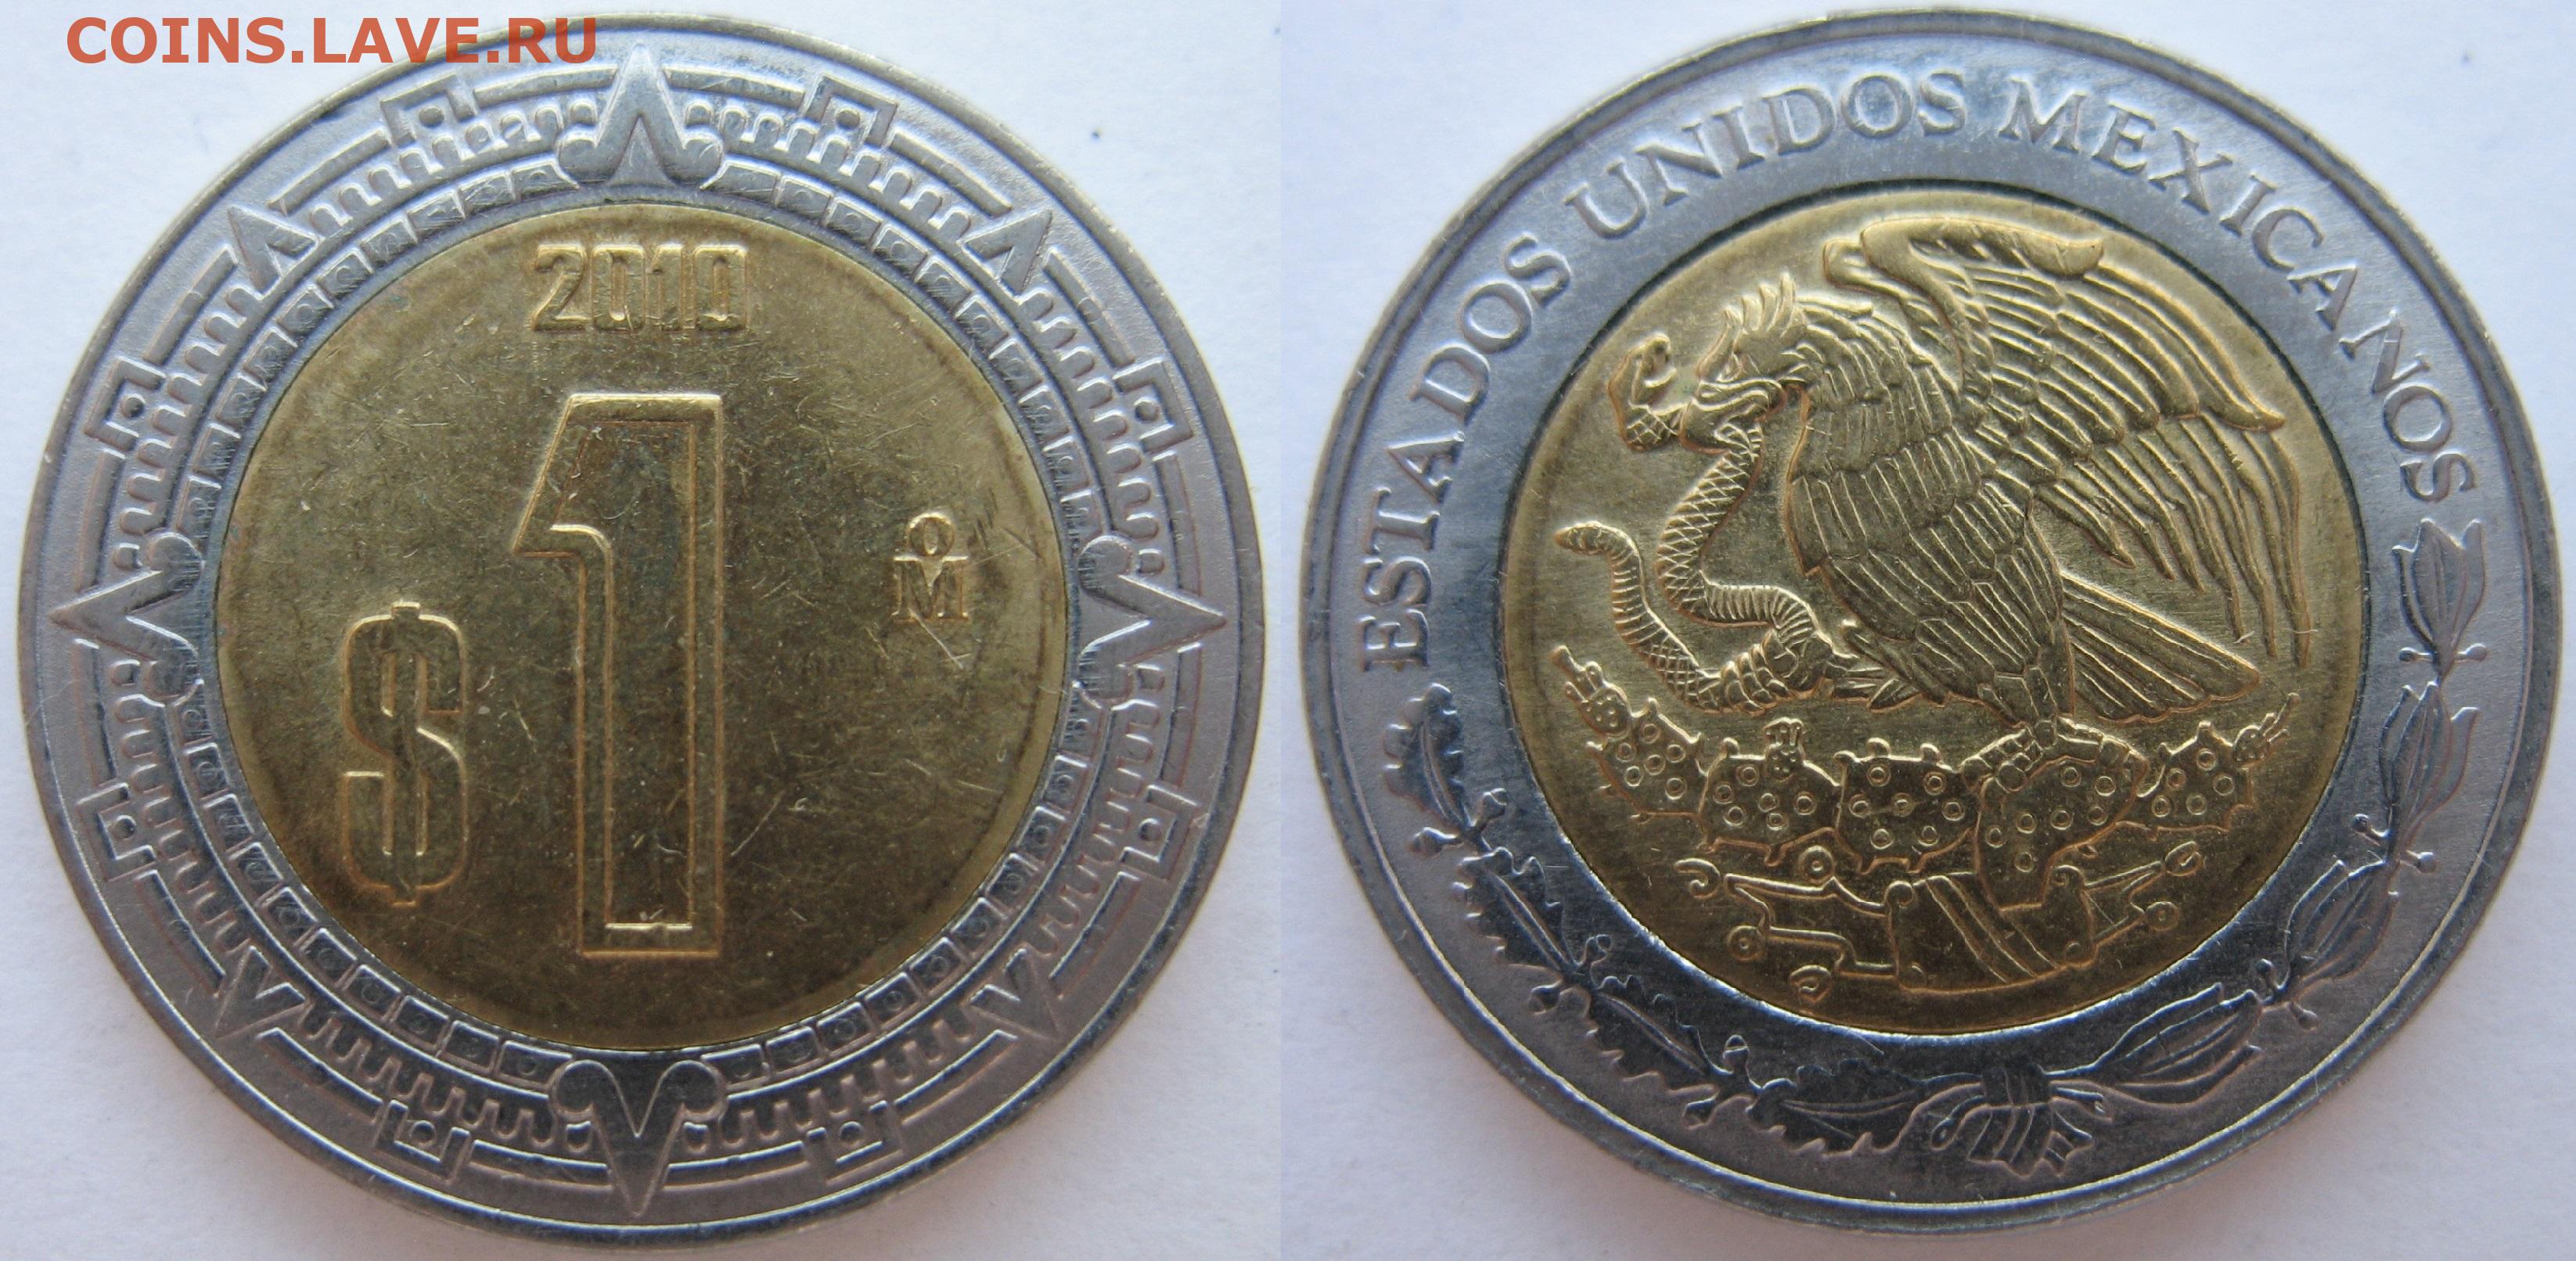 COINS.LAVE.RU
2010
$ 1
Mo
ESTADOS UNIDOS MEXICANOS